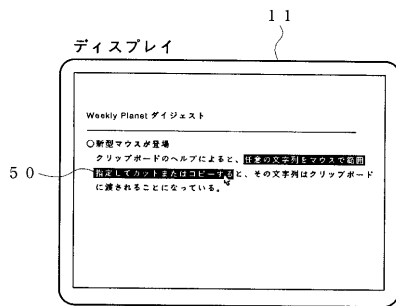 11
ディスプレイ
Weekly Planet ダイジェスト
○新型マウスが登場
クリップボードのヘルプによると、任意の文字列をマウスで範囲
50
指定してカットまたはコピーすると、その文字列はクリップボード
に渡されることになっている。